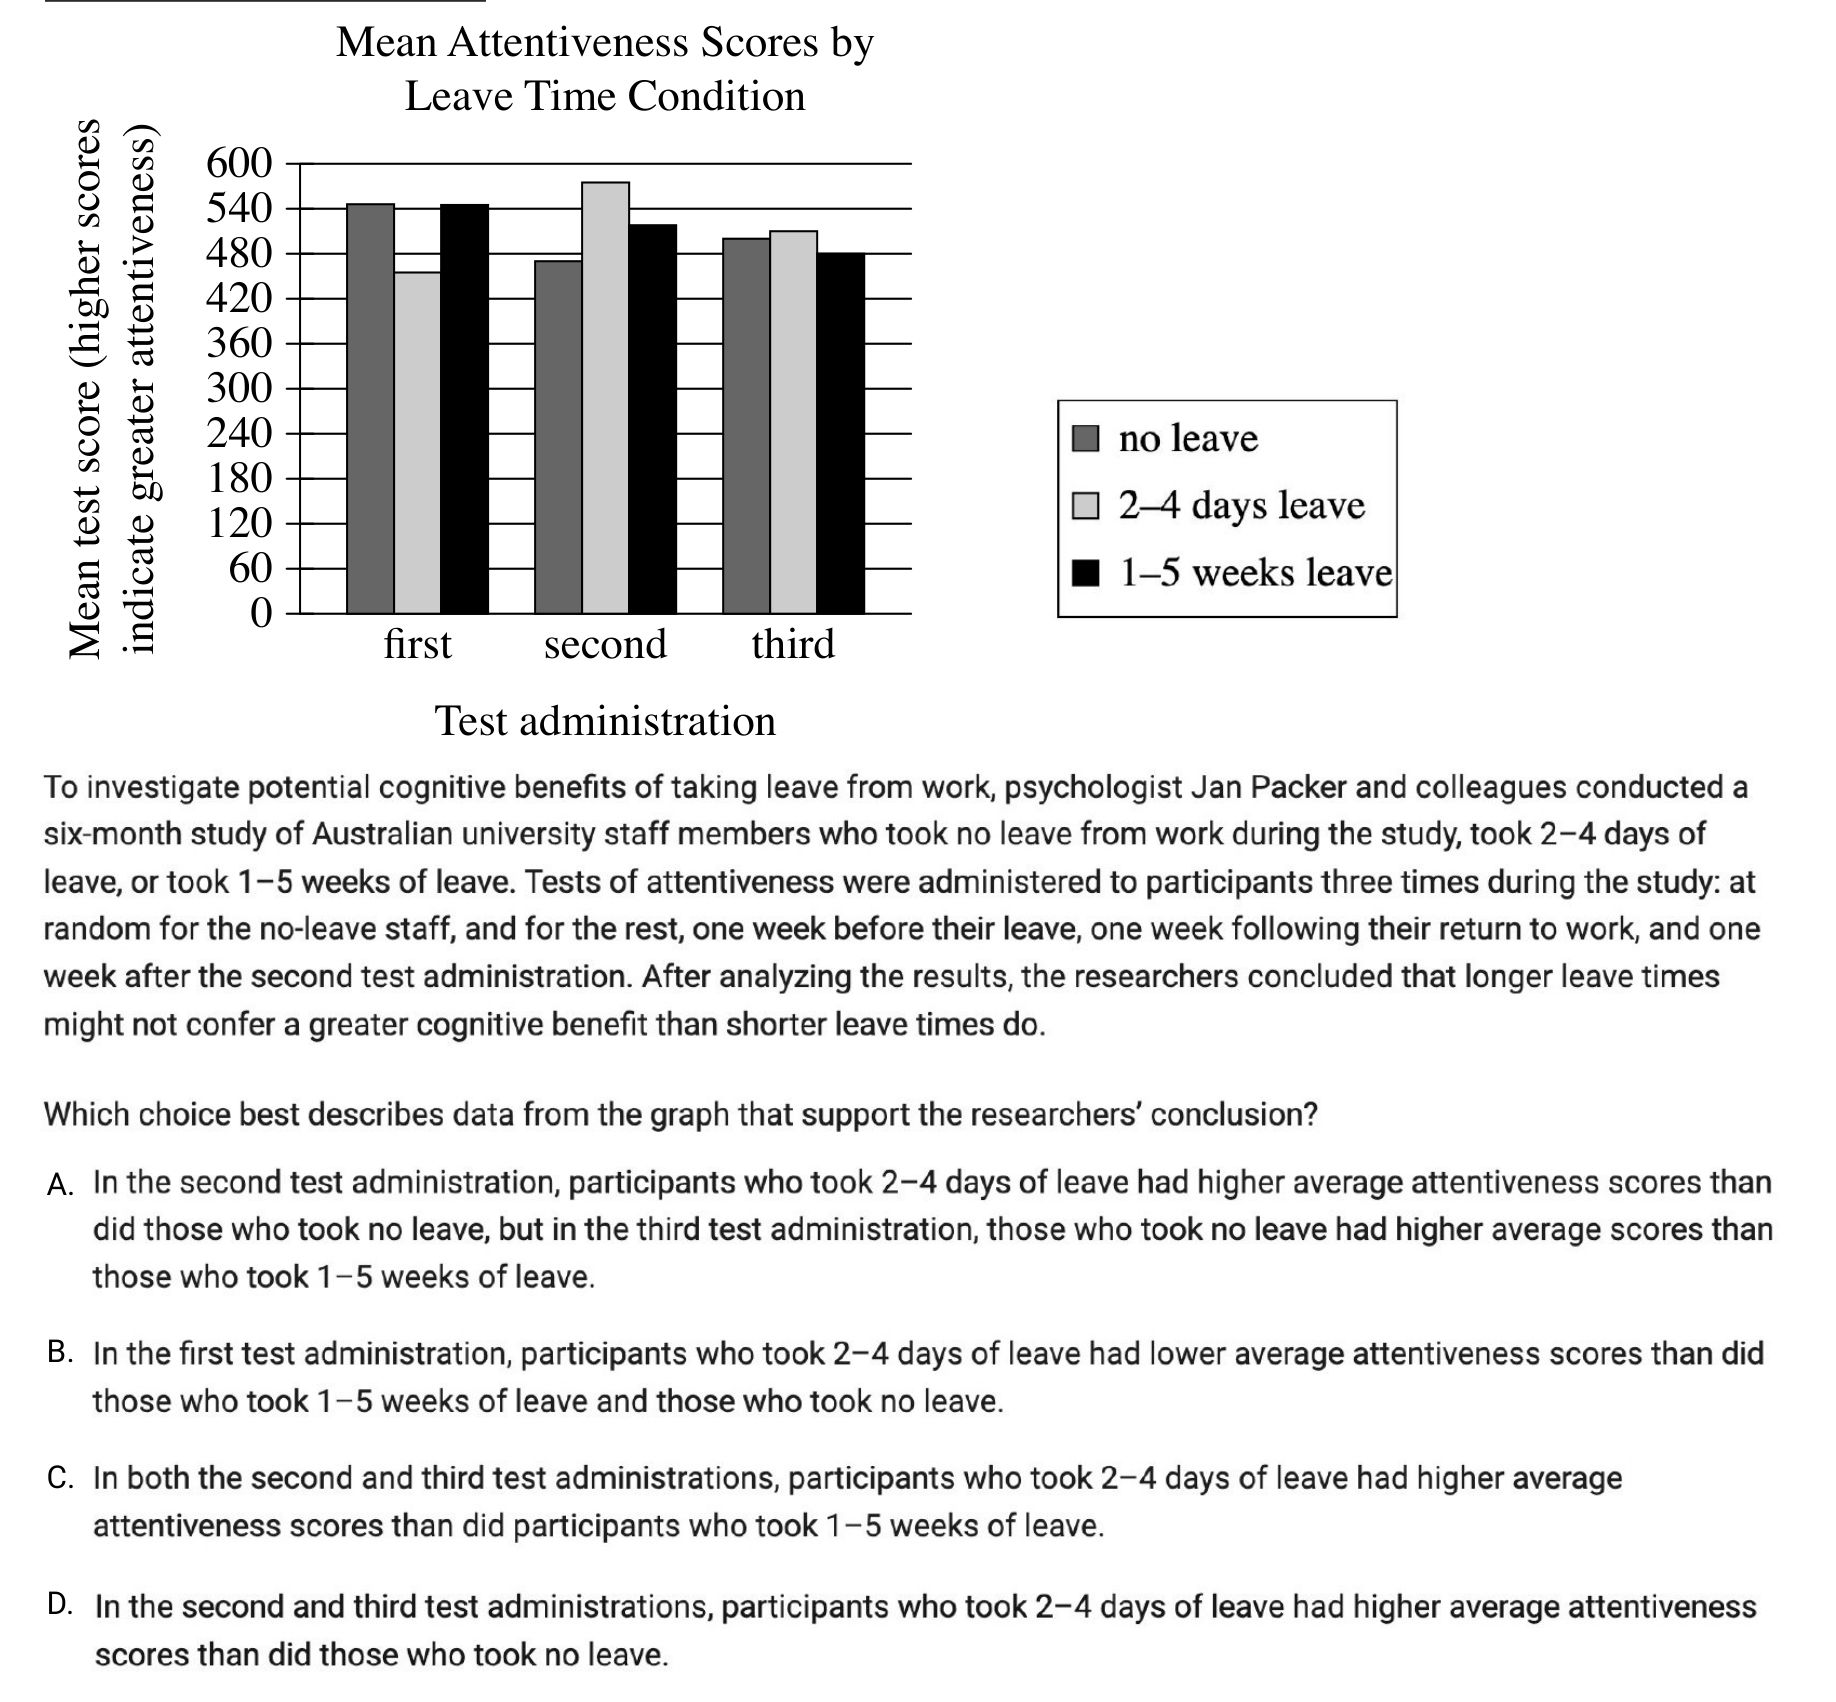 Mean Attentiveness Scores by
Leave Time Condition
Mean test score (higher scores
indicate greater attentiveness)
600
540
480
420
360
300
240
180
120
60
0
first second third
Test administration
no leave
2–4 days leave
1–5 weeks leave
To investigate potential cognitive benefits of taking leave from work, psychologist Jan Packer and colleagues conducted a
six-month study of Australian university staff members who took no leave from work during the study, took 2–4 days of
leave, or took 1–5 weeks of leave. Tests of attentiveness were administered to participants three times during the study: at
random for the no-leave staff, and for the rest, one week before their leave, one week following their return to work, and one
week after the second test administration. After analyzing the results, the researchers concluded that longer leave times
might not confer a greater cognitive benefit than shorter leave times do.
Which choice best describes data from the graph that support the researchers’ conclusion?
A. In the second test administration, participants who took 2–4 days of leave had higher average attentiveness scores than
did those who took no leave, but in the third test administration, those who took no leave had higher average scores than
those who took 1–5 weeks of leave.
B. In the first test administration, participants who took 2–4 days of leave had lower average attentiveness scores than did
those who took 1–5 weeks of leave and those who took no leave.
C. In both the second and third test administrations, participants who took 2–4 days of leave had higher average
attentiveness scores than did participants who took 1–5 weeks of leave.
D. In the second and third test administrations, participants who took 2–4 days of leave had higher average attentiveness
scores than did those who took no leave.